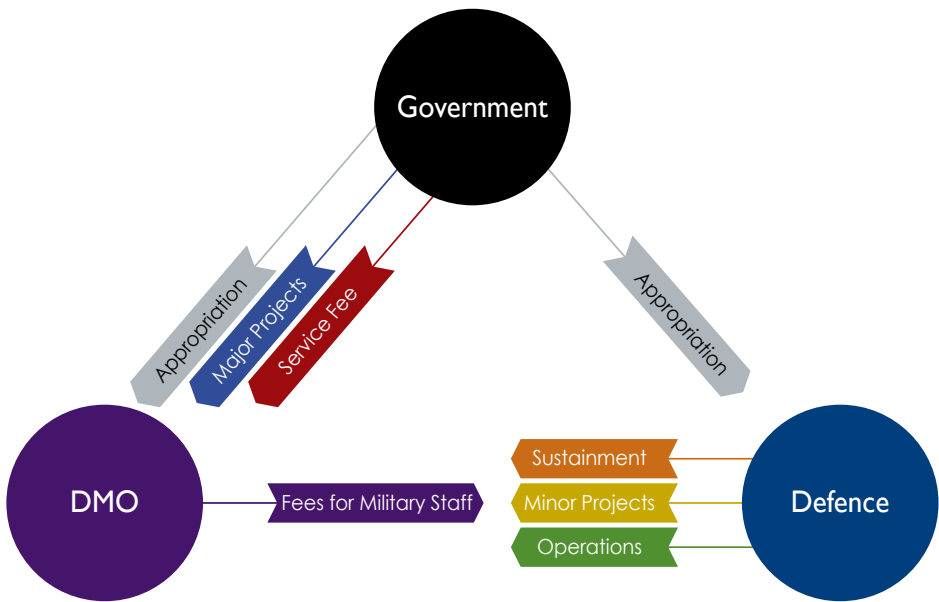 Government
Appropriation
Major Projects
Service Fee
Appropriation
DMO
Fees for Military Staff
Sustainment
Minor Projects
Operations
Defence